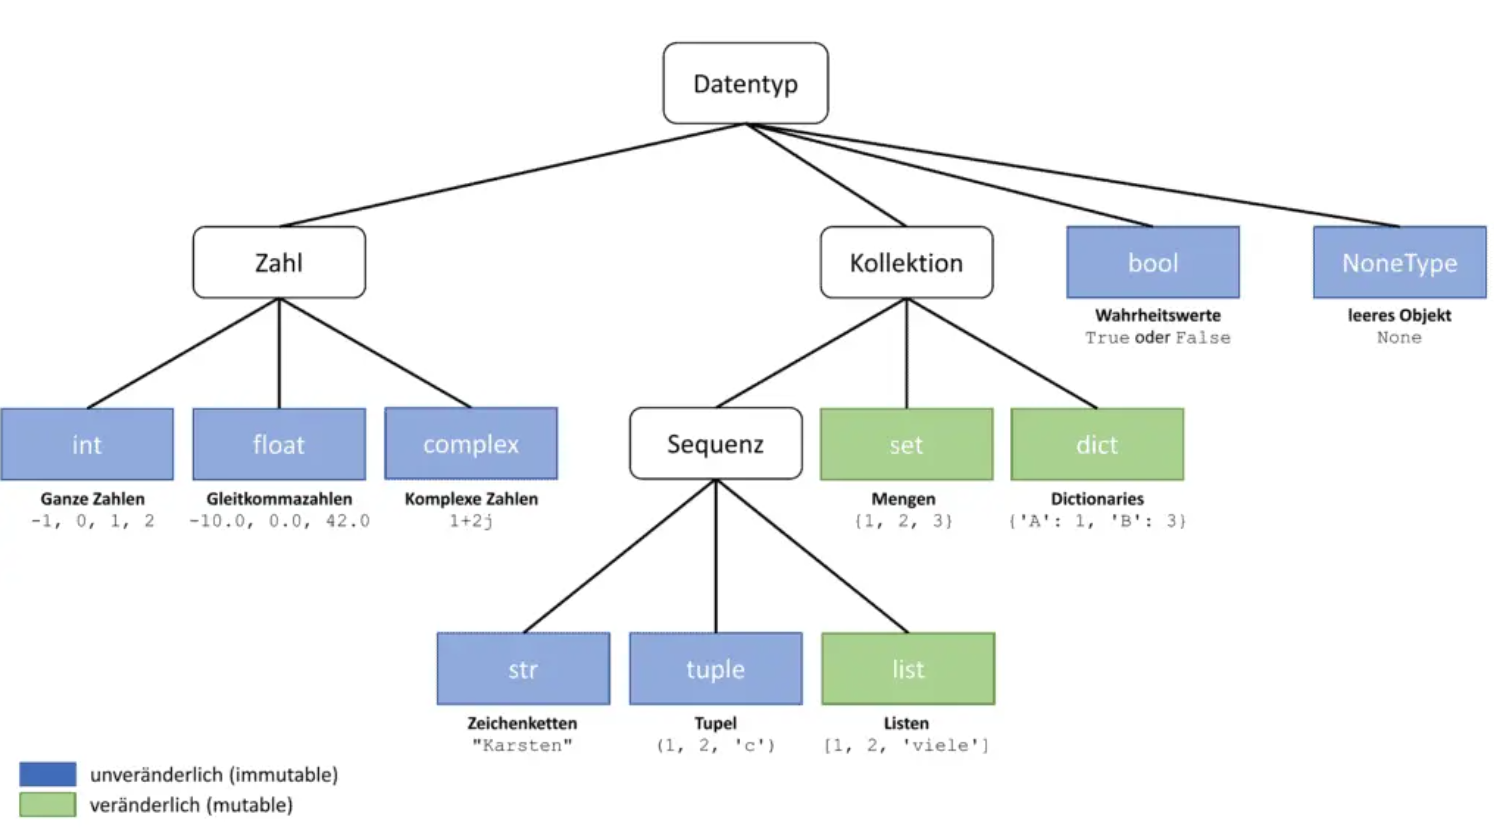 Datentyp
Zahl
Kollektion
bool
NoneType
Wahrheitswerte
True oder False
leeres Objekt
None
int
float
complex
Sequenz
set
dict
Ganze Zahlen
-1, 0, 1, 2
Gleitkommazahlen
-10.0, 0.0, 42.0
Komplexe Zahlen
1+2j
Mengen
{1, 2, 3}
Dictionaries
{'A': 1, 'B': 3}
str
tuple
list
Zeichenketten
"Karsten"
Tupel
(1, 2, 'c')
Listen
[1, 2, 'viele']
unveränderlich (immutable)
veränderlich (mutable)